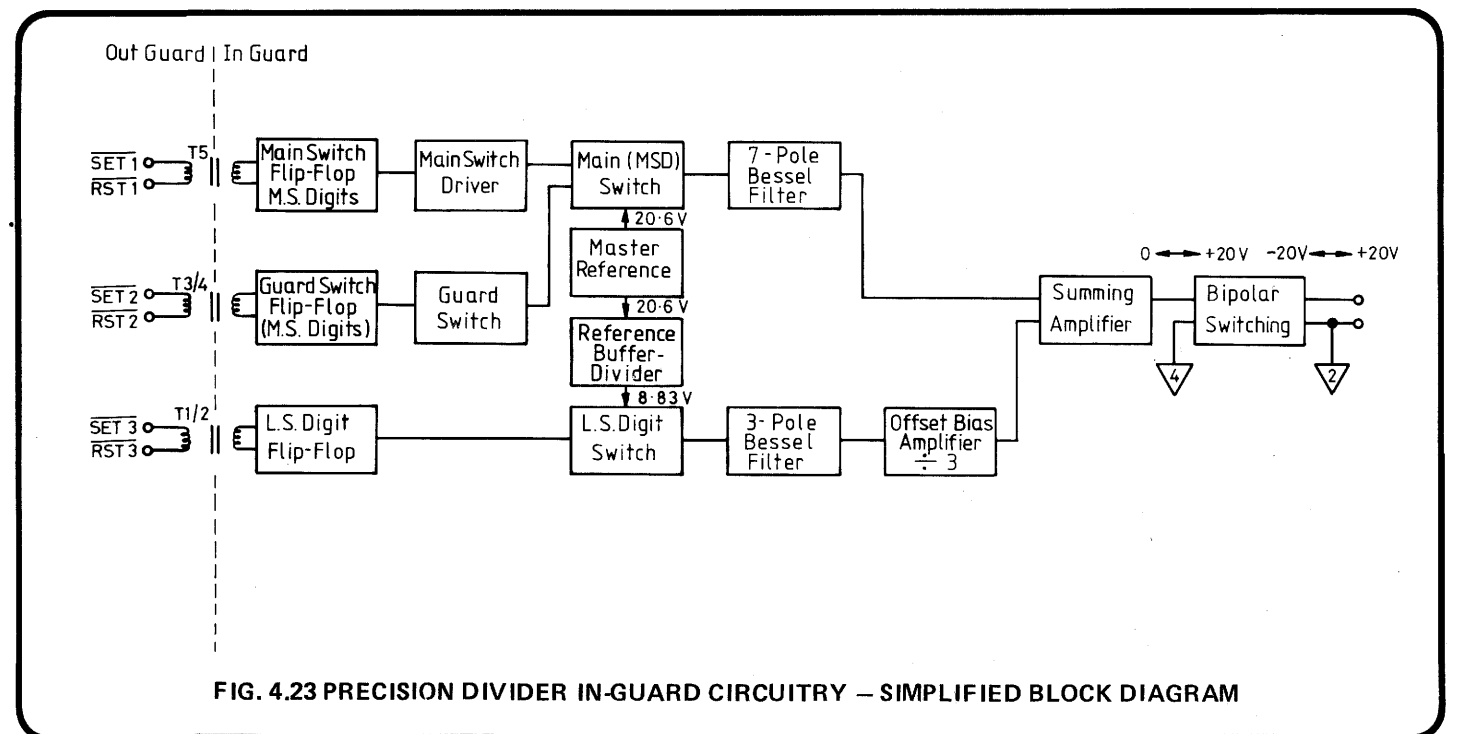 Out Guard | In Guard
SET 1
RST 1
T5
Main Switch
Flip-Flop
M.S. Digits
Main Switch
Driver
Main (MSD)
Switch
7-Pole
Bessel
Filter
20·6 V
Master
Reference
20·6 V
SET 2
RST 2
T3/4
Guard Switch
Flip-Flop
(M.S. Digits)
Guard
Switch
Reference
Buffer-
Divider
8·83 V
Summing
Amplifier
0 +20V
-20V +20V
Bipolar
Switching
4
2
SET 3
RST 3
T1/2
L.S. Digit
Flip-Flop
L.S. Digit
Switch
3-Pole
Bessel
Filter
Offset Bias
Amplifier
÷ 3
FIG. 4.23 PRECISION DIVIDER IN-GUARD CIRCUITRY – SIMPLIFIED BLOCK DIAGRAM